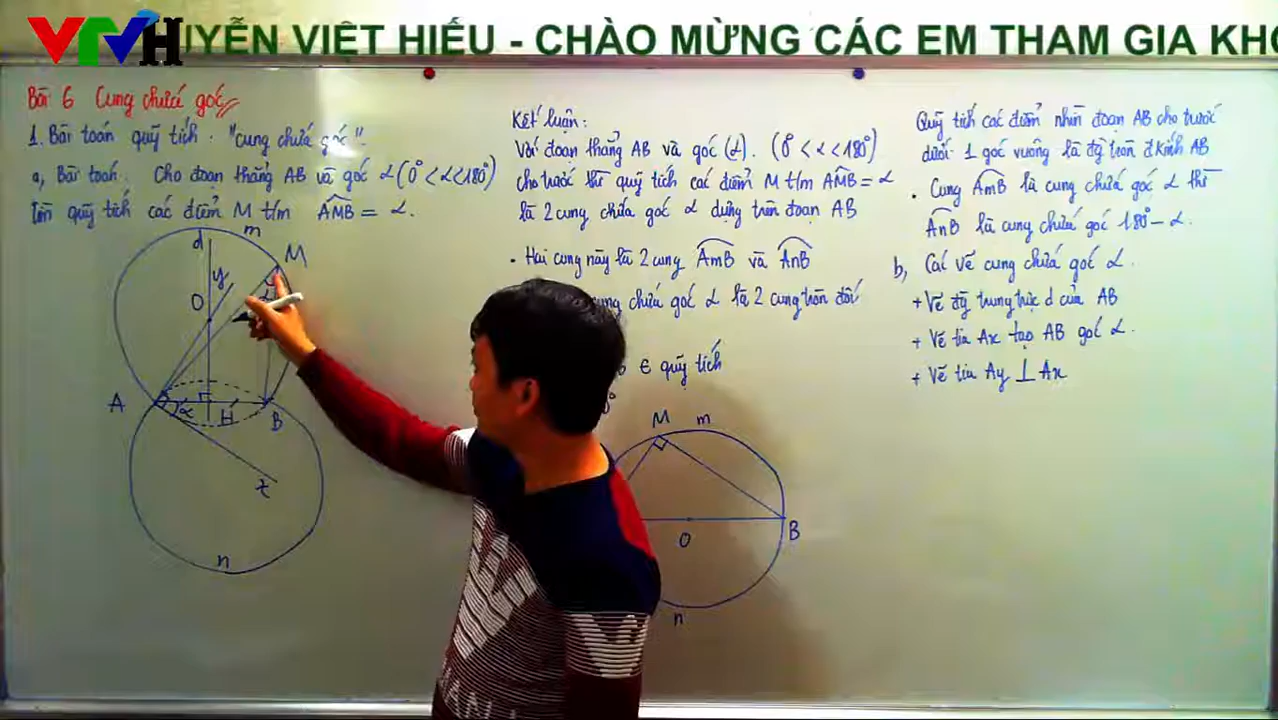 VTVH
UYỄN VIỆT HIẾU - CHÀO MỪNG CÁC EM THAM GIA KHO
Bài 6 Cung chứa góc
1. Bài toán quỹ tích: "cung chứa góc".
a, Bài toán. Cho đoạn thẳng AB và góc α (0° < α < 180°)
Tìm quỹ tích các điểm M t/m AMB = α.
m
M
d
y
O
α
A
α
H
B
x
n
Kết luận:
Với đoạn thẳng AB và góc (α). (0° < α < 180°)
cho trước thì quỹ tích các điểm M t/m AMB = α
là 2 cung chứa góc α dựng trên đoạn AB
. Hai cung này là 2 cung AmB và AnB
cung chứa góc α là 2 cung tròn đối
∈ quỹ tích
M
m
O
B
n
Quỹ tích các điểm nhìn đoạn AB cho trước
dưới 1 góc vuông là đg tròn đkính AB
. Cung AmB là cung chứa góc α thì
AnB là cung chứa góc 180° - α.
b, Các vẽ cung chứa góc α.
+ Vẽ đg trung trực d của AB
+ Vẽ tia Ax tạo AB góc α.
+ Vẽ tia Ay ⊥ Ax